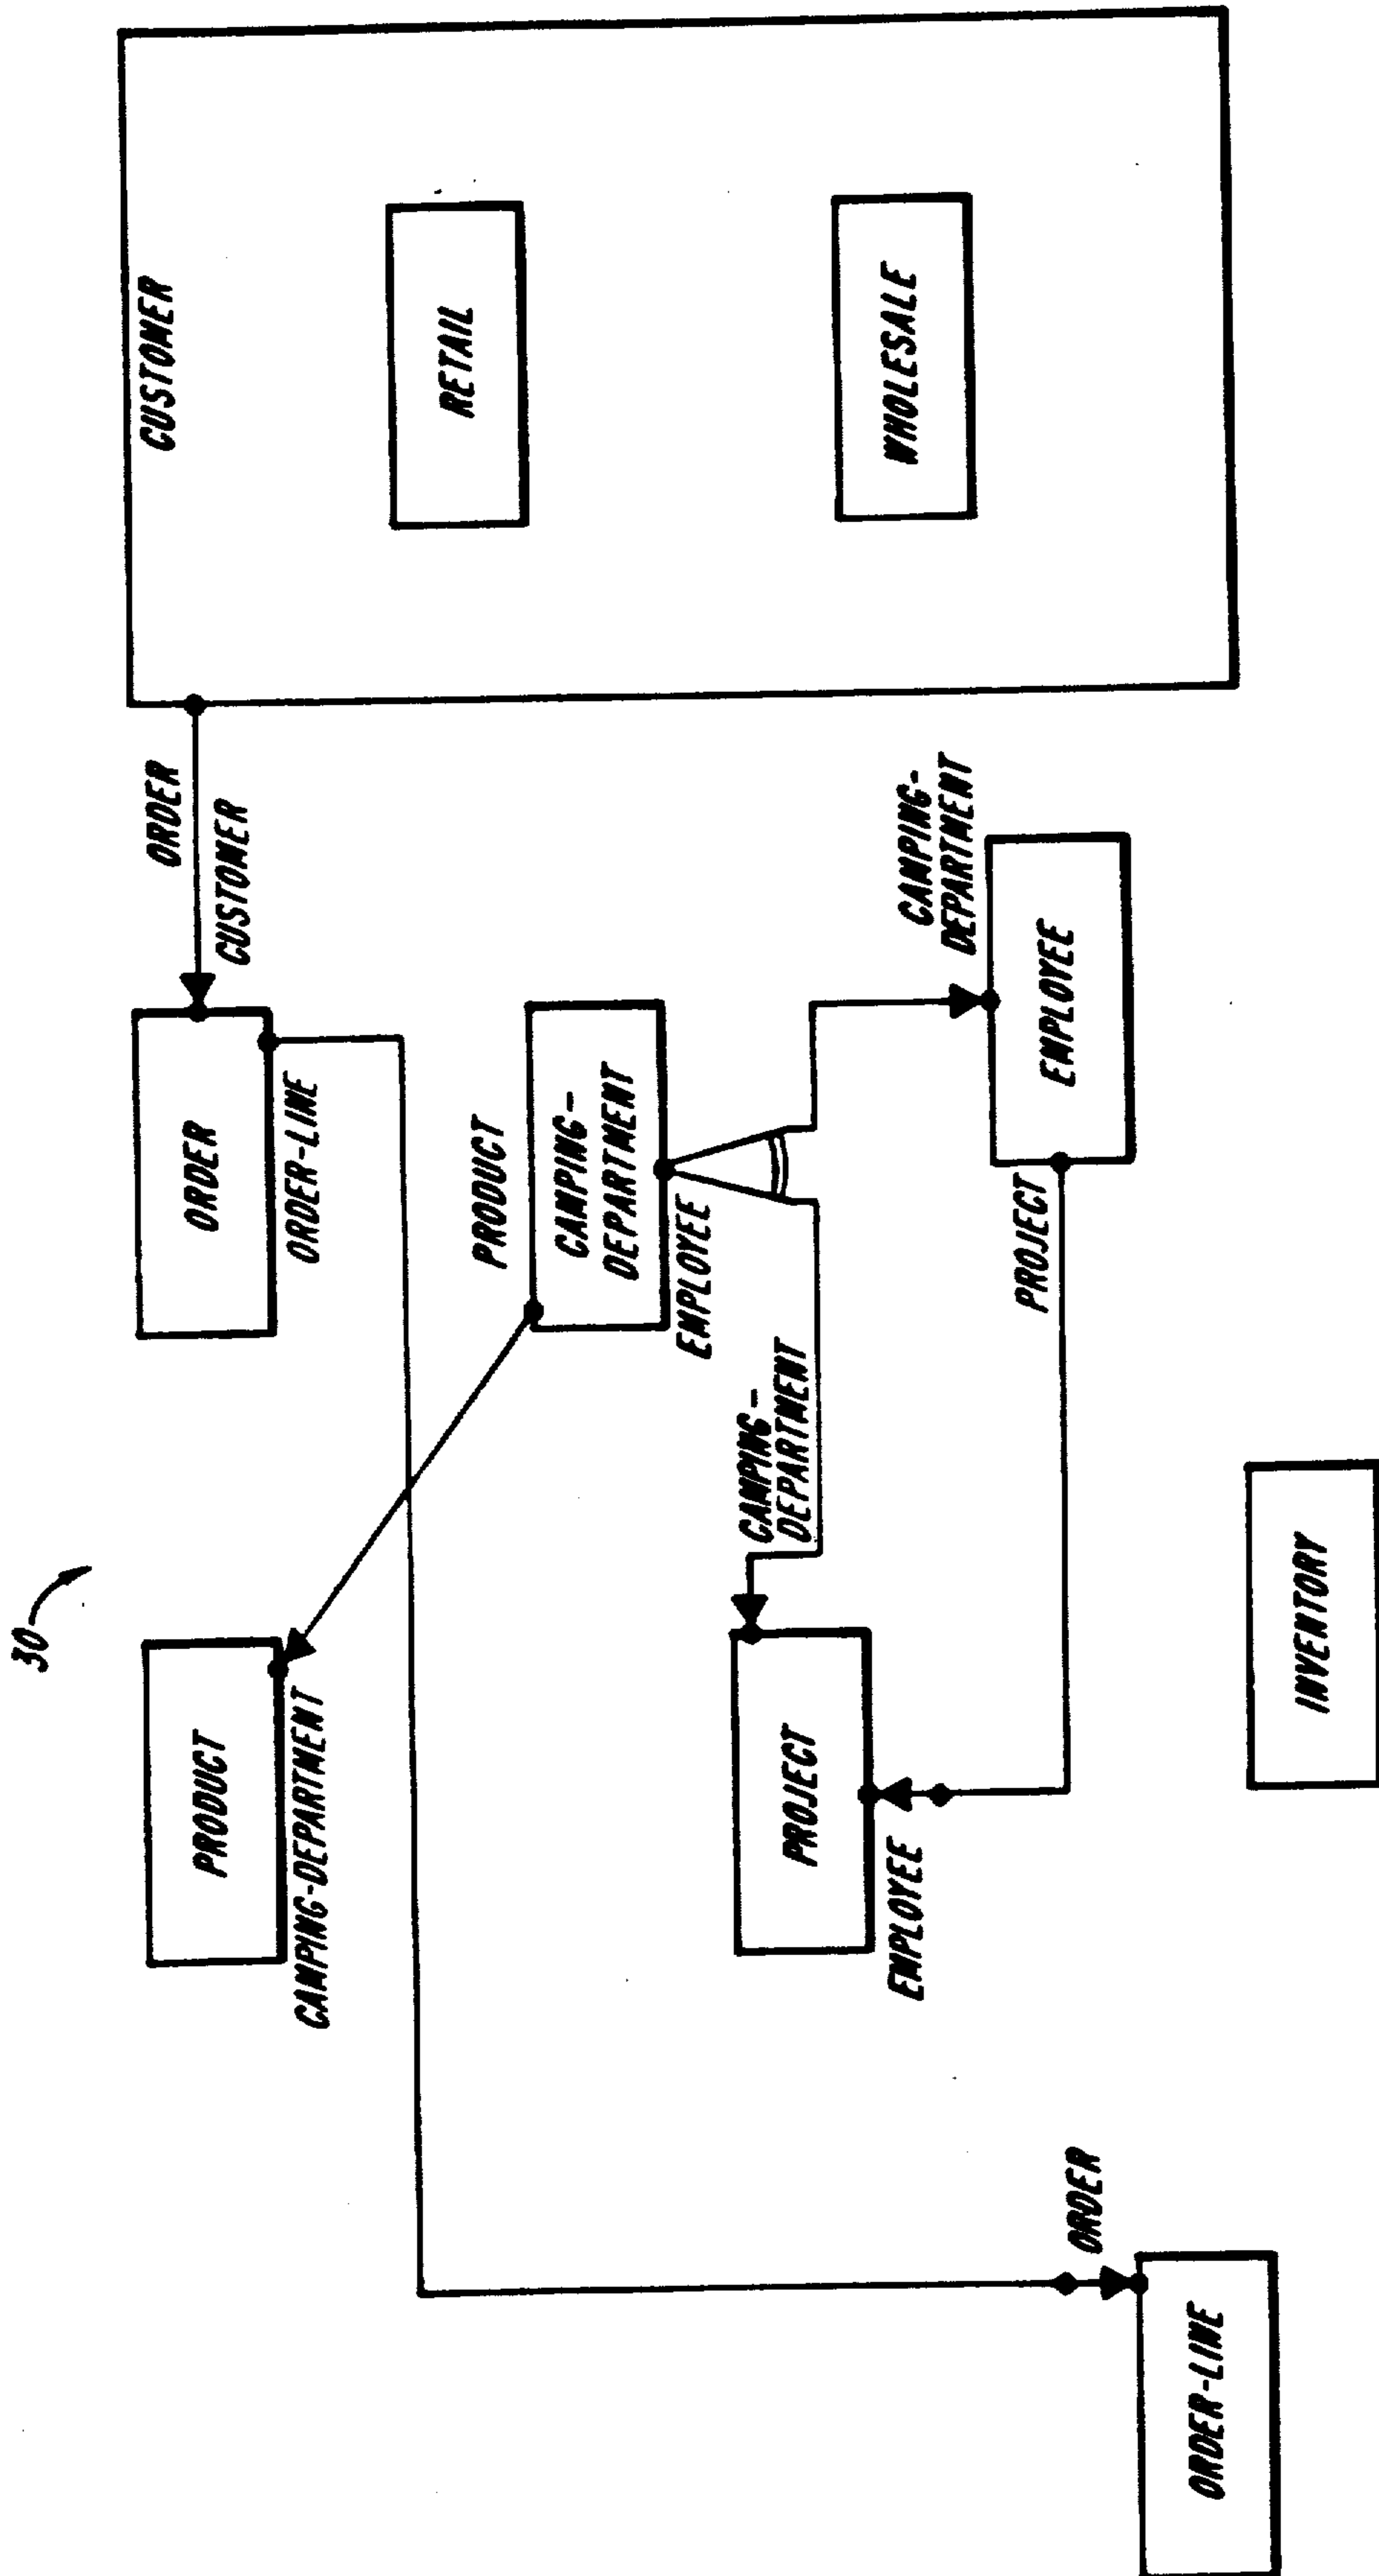 30
CUSTOMER
ORDER
PRODUCT
ORDER
CUSTOMER
CAMPING-DEPARTMENT
ORDER-LINE
RETAIL
PRODUCT
CAMPING-
DEPARTMENT
EMPLOYEE
CAMPING-
DEPARTMENT
PROJECT
WHOLESALE
EMPLOYEE
CAMPING-
DEPARTMENT
PROJECT
EMPLOYEE
ORDER
ORDER-LINE
INVENTORY